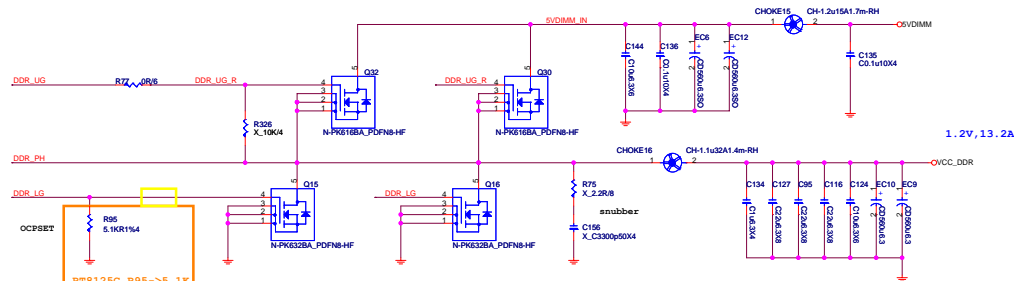 CHOKE15
CH-1.2u15A1.7m-RH
5VDIMM_IN
1
2
5VDIMM
C144
C10u6.3X6
C136
C0.1u10X4
EC6
CD560u6.3SO
EC12
CD560u6.3SO
C135
C0.1u10X4
DDR_UG
R77
0R/6
DDR_UG_R
Q32
5
4
3
2
1
N-PK616BA_PDFN8-HF
DDR_UG_R
Q30
5
4
3
2
1
N-PK616BA_PDFN8-HF
R326
X_10K/4
1.2V,13.2A
DDR_PH
CHOKE16
CH-1.1u32A1.4m-RH
1
2
VCC_DDR
DDR_LG
Q15
5
4
3
2
1
N-PK632BA_PDFN8-HF
DDR_LG
Q16
5
4
3
2
1
N-PK632BA_PDFN8-HF
R75
X_2.2R/8
snubber
C156
X_C3300p50X4
C134
C1u6.3X4
C127
C22u6.3X8
C95
C22u6.3X8
C116
C22u6.3X8
C124
C10u6.3X6
EC10
CD560u6.3
EC9
CD560u6.3
OCPSET
R95
5.1KR1%4
RT8125C R95->5.1K